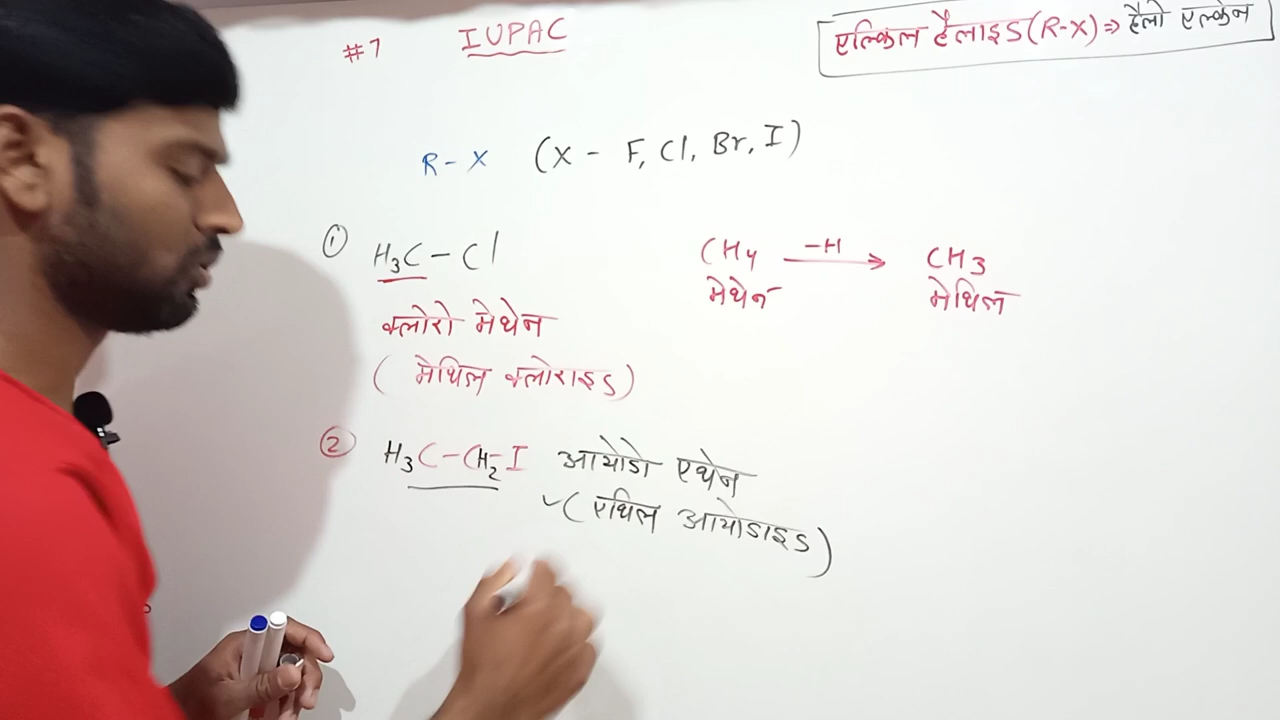 #7 IUPAC
एल्किल हैलाइड (R-X) ⇒ हैलो एल्केन
R - X (X - F, Cl, Br, I)
① H₃C - Cl
CH₄ —-H→ CH₃
मेथेन मेथिल
क्लोरो मेथेन
( मेथिल क्लोराइड )
② H₃C-CH₂-I आयोडो एथेन
( एथिल आयोडाइड )